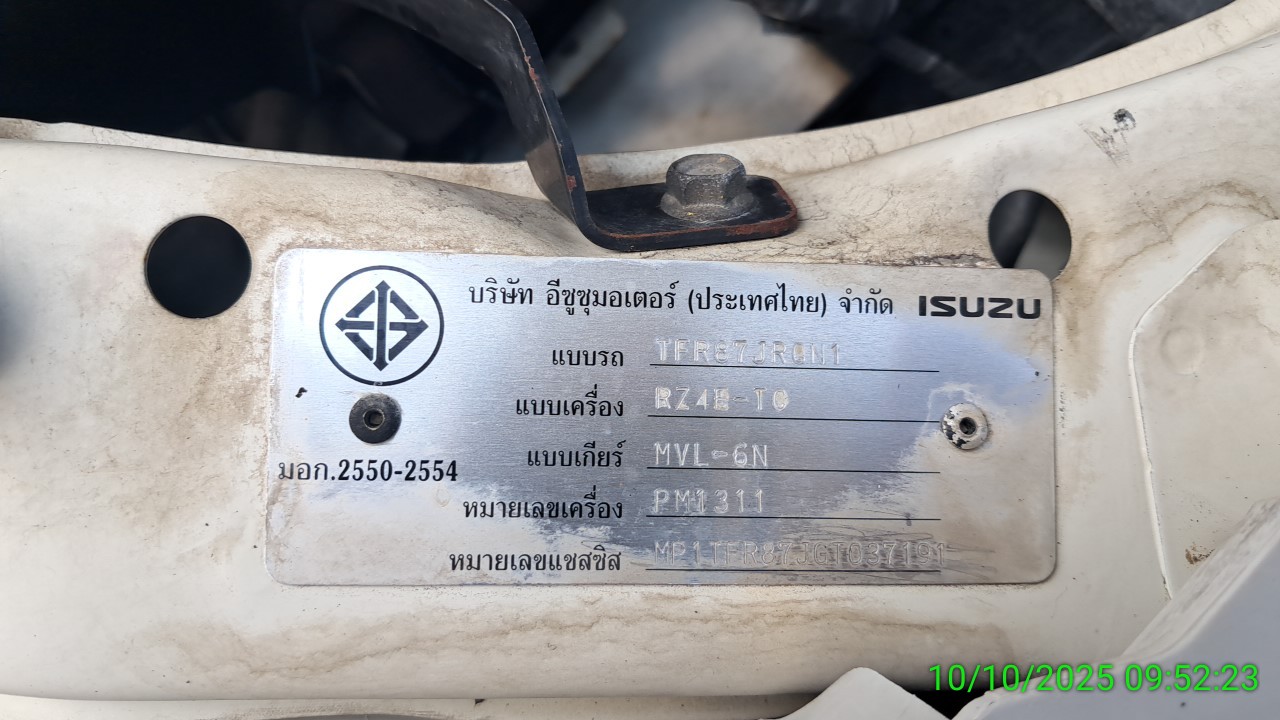 บริษัท อีซูซุมอเตอร์ (ประเทศไทย) จำกัด ISUZU
แบบรถ TFR87JRQN1
แบบเครื่อง RZ4E-TC
แบบเกียร์ MVL-6N
มอก.2550-2554
หมายเลขเครื่อง PM1311
หมายเลขแชสซิส MP1TFR87JGT037191
10/10/2025 09:52:23